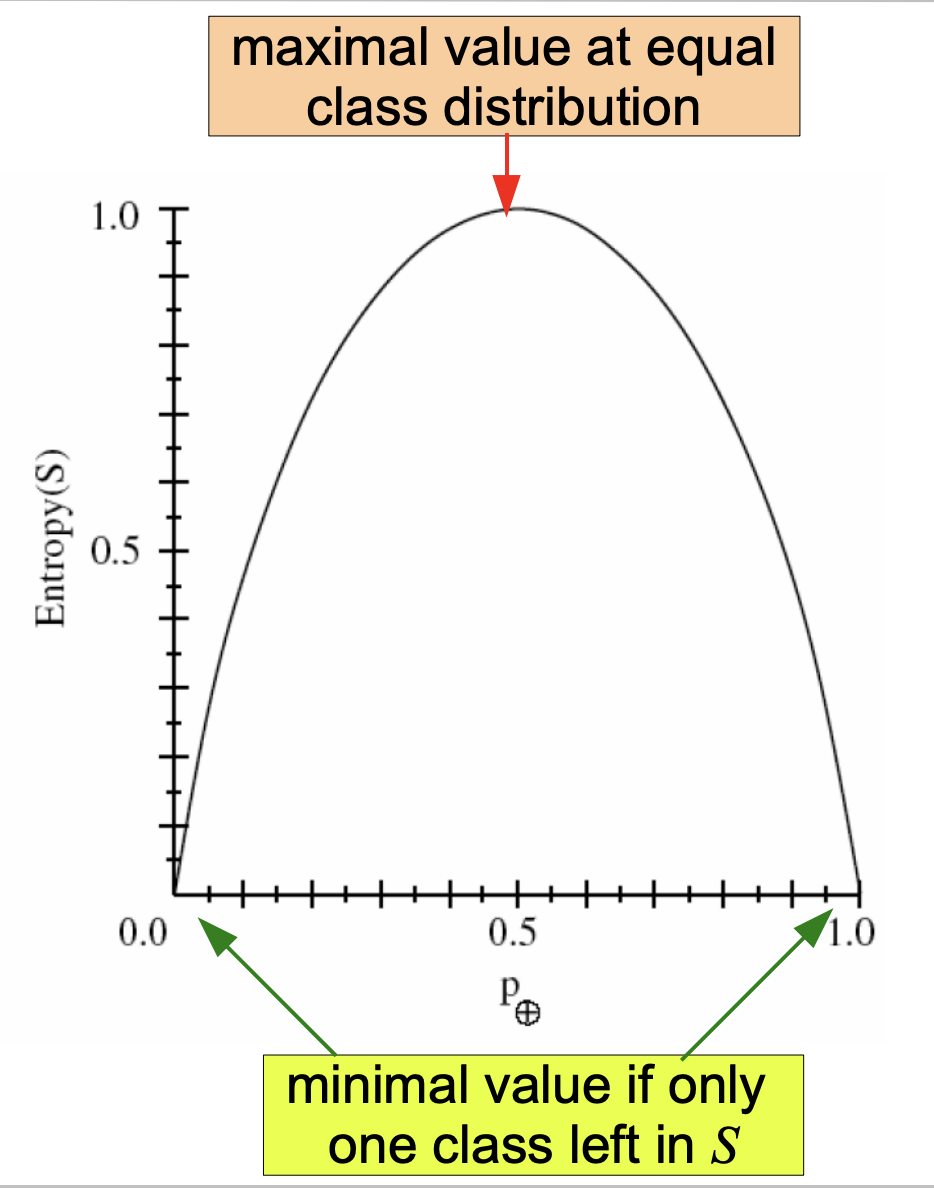 maximal value at equal
class distribution
1.0
0.5
Entropy(S)
0.0
0.5
1.0
p⊕
minimal value if only
one class left in S